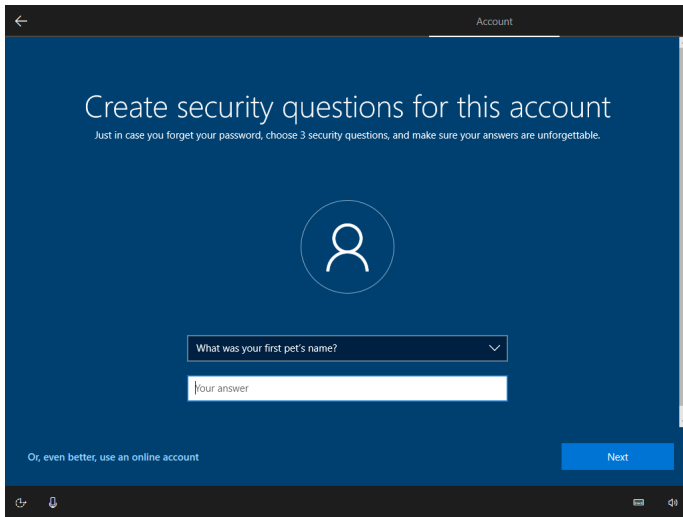 Account
Create security questions for this account
Just in case you forget your password, choose 3 security questions, and make sure your answers are unforgettable.
What was your first pet's name?
Your answer
Or, even better, use an online account
Next